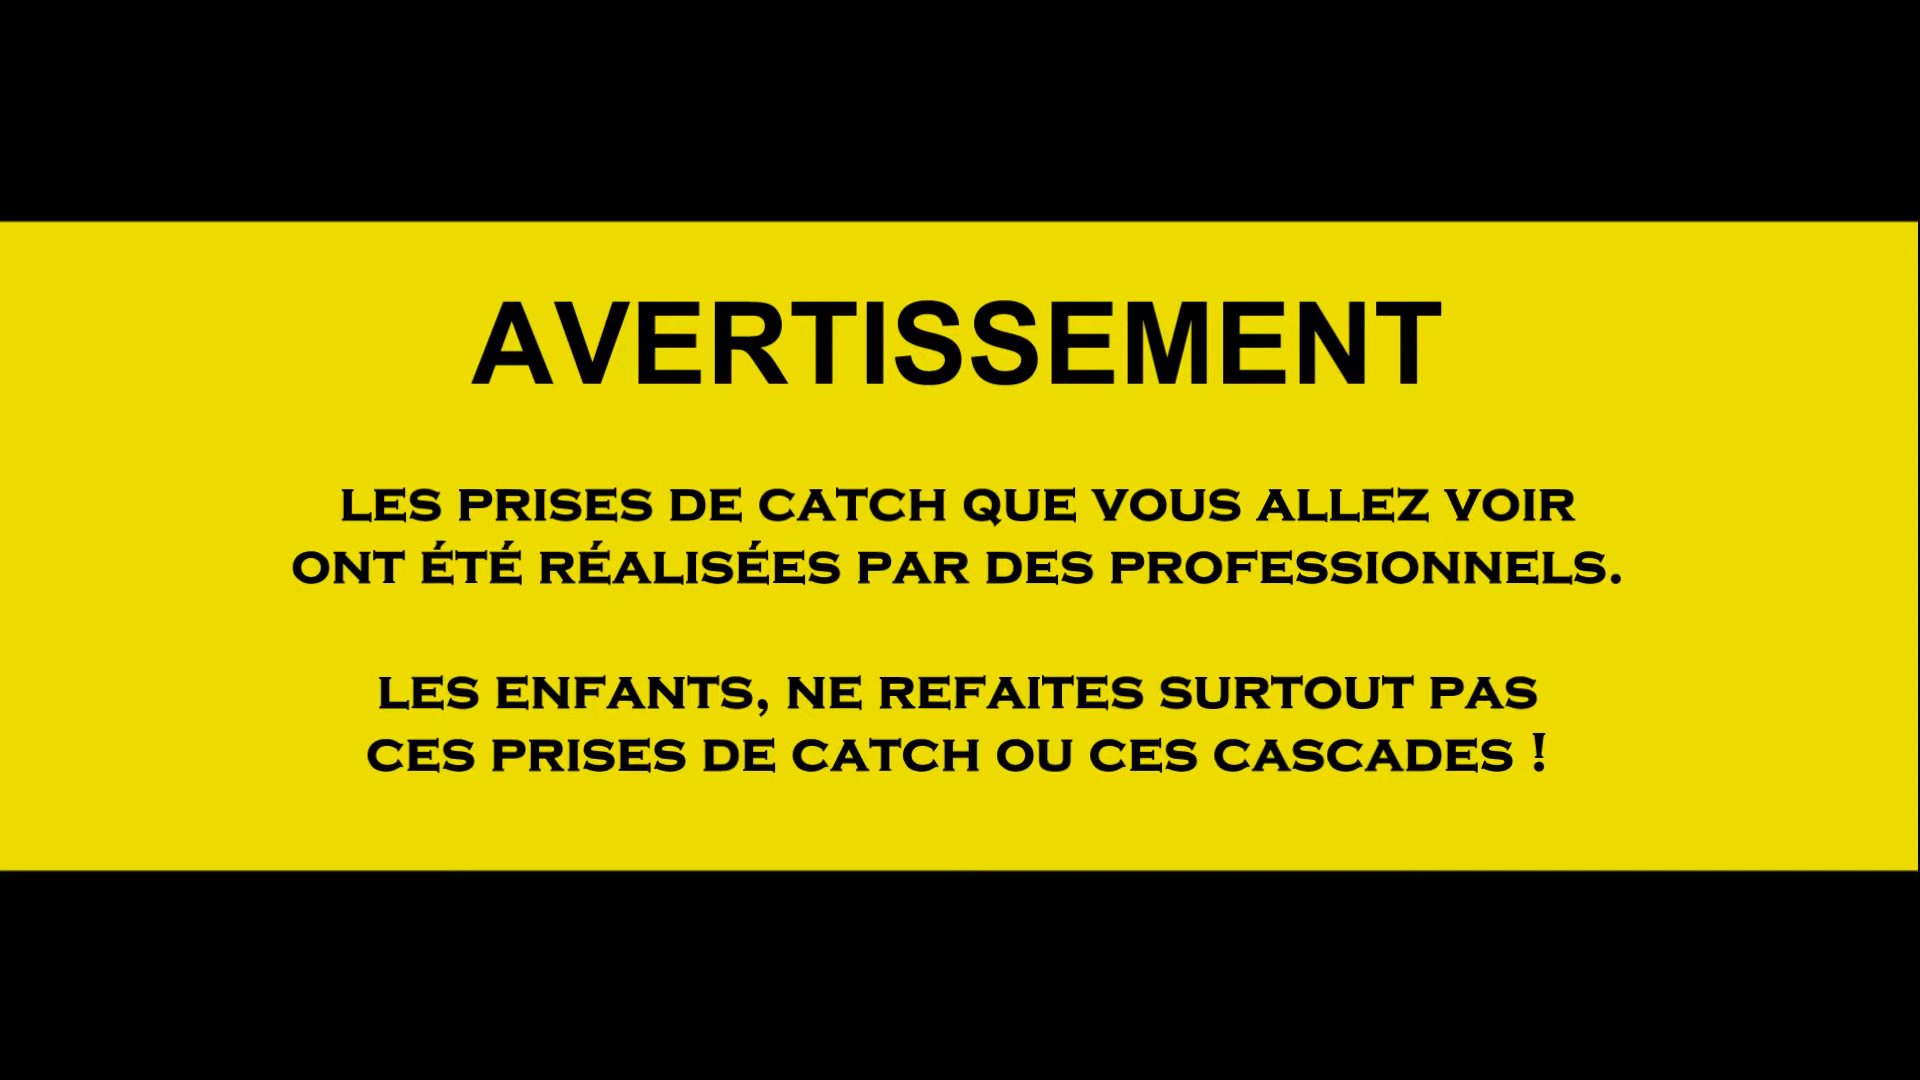 AVERTISSEMENT
LES PRISES DE CATCH QUE VOUS ALLEZ VOIR
ONT ÉTÉ RÉALISÉES PAR DES PROFESSIONNELS.
LES ENFANTS, NE REFAITES SURTOUT PAS
CES PRISES DE CATCH OU CES CASCADES !